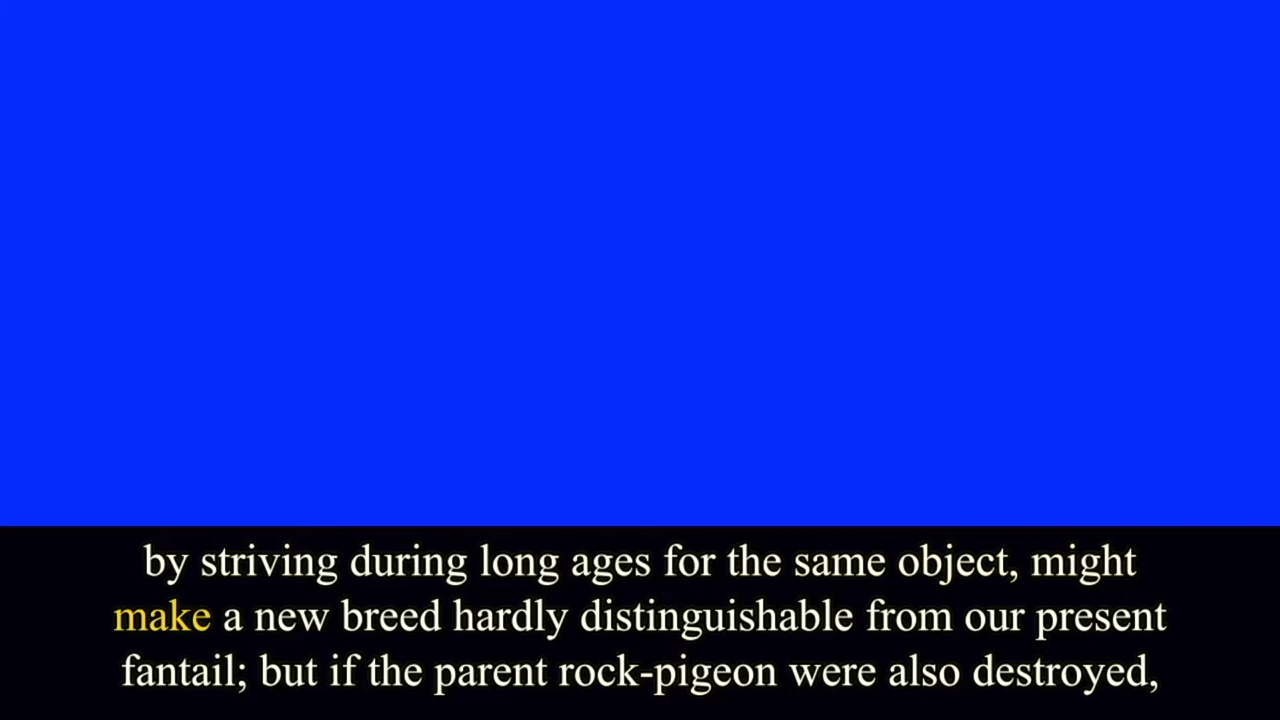 by striving during long ages for the same object, might
make a new breed hardly distinguishable from our present
fantail; but if the parent rock-pigeon were also destroyed,